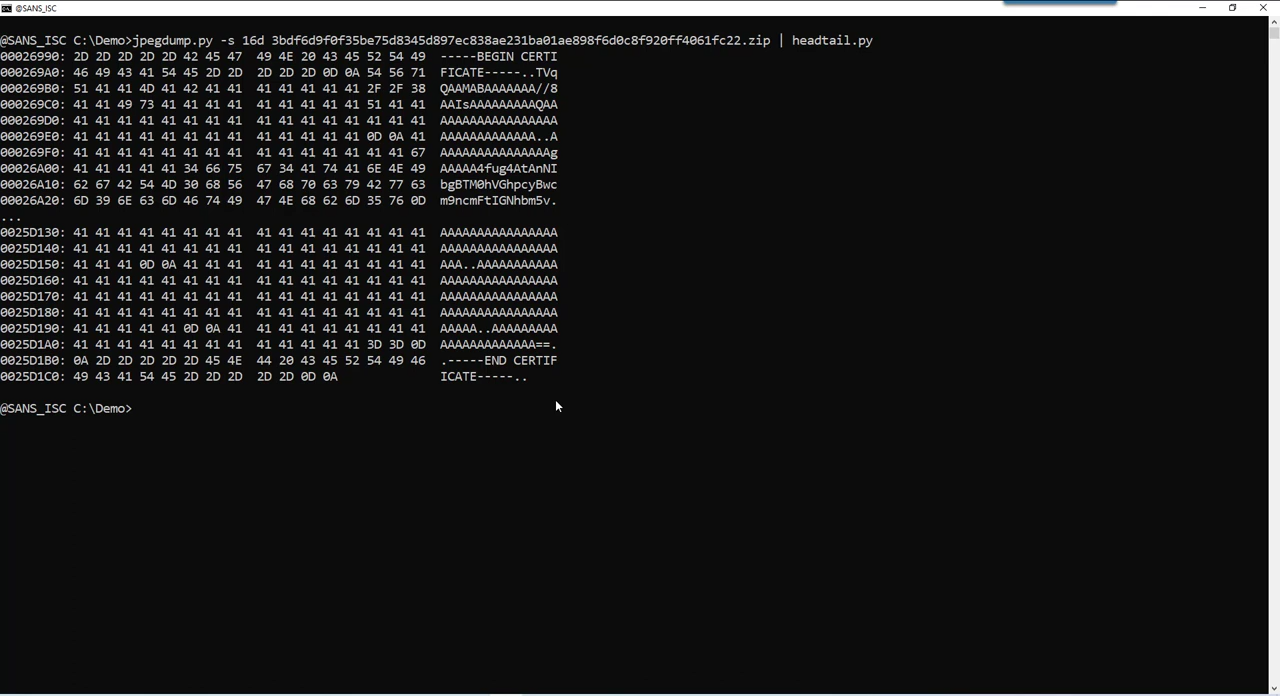 @SANS_ISC
@SANS_ISC C:\Demo>jpegdump.py -s 16d 3bdf6d9f0f35be75d8345d897ec838ae231ba01ae898f6d0c8f920ff4061fc22.zip | headtail.py
00026990: 2D 2D 2D 2D 2D 42 45 47  49 4E 20 43 45 52 54 49  -----BEGIN CERTI
000269A0: 46 49 43 41 54 45 2D 2D  2D 2D 2D 0D 0A 54 56 71  FICATE-----..TVq
000269B0: 51 41 41 4D 41 42 41 41  41 41 41 41 41 2F 2F 38  QAAMABAAAAAAA//8
000269C0: 41 41 49 73 41 41 41 41  41 41 41 41 41 51 41 41  AAIsAAAAAAAAAQAA
000269D0: 41 41 41 41 41 41 41 41  41 41 41 41 41 41 41 41  AAAAAAAAAAAAAAAA
000269E0: 41 41 41 41 41 41 41 41  41 41 41 41 41 0D 0A 41  AAAAAAAAAAAAA..A
000269F0: 41 41 41 41 41 41 41 41  41 41 41 41 41 41 41 67  AAAAAAAAAAAAAAAg
00026A00: 41 41 41 41 41 34 66 75  67 34 41 74 41 6E 4E 49  AAAAA4fug4AtAnNI
00026A10: 62 67 42 54 4D 30 68 56  47 68 70 63 79 42 77 63  bgBTM0hVGhpcyBwc
00026A20: 6D 39 6E 63 6D 46 74 49  47 4E 68 62 6D 35 76 0D  m9ncmFtIGNhbm5v.
...
0025D130: 41 41 41 41 41 41 41 41  41 41 41 41 41 41 41 41  AAAAAAAAAAAAAAAA
0025D140: 41 41 41 41 41 41 41 41  41 41 41 41 41 41 41 41  AAAAAAAAAAAAAAAA
0025D150: 41 41 41 0D 0A 41 41 41  41 41 41 41 41 41 41 41  AAA..AAAAAAAAAAA
0025D160: 41 41 41 41 41 41 41 41  41 41 41 41 41 41 41 41  AAAAAAAAAAAAAAAA
0025D170: 41 41 41 41 41 41 41 41  41 41 41 41 41 41 41 41  AAAAAAAAAAAAAAAA
0025D180: 41 41 41 41 41 41 41 41  41 41 41 41 41 41 41 41  AAAAAAAAAAAAAAAA
0025D190: 41 41 41 41 41 0D 0A 41  41 41 41 41 41 41 41 41  AAAAA..AAAAAAAAA
0025D1A0: 41 41 41 41 41 41 41 41  41 41 41 41 41 3D 3D 0D  AAAAAAAAAAAAA==.
0025D1B0: 0A 2D 2D 2D 2D 2D 45 4E  44 20 43 45 52 54 49 46  .-----END CERTIF
0025D1C0: 49 43 41 54 45 2D 2D 2D  2D 2D 0D 0A  ICATE-----..
@SANS_ISC C:\Demo>